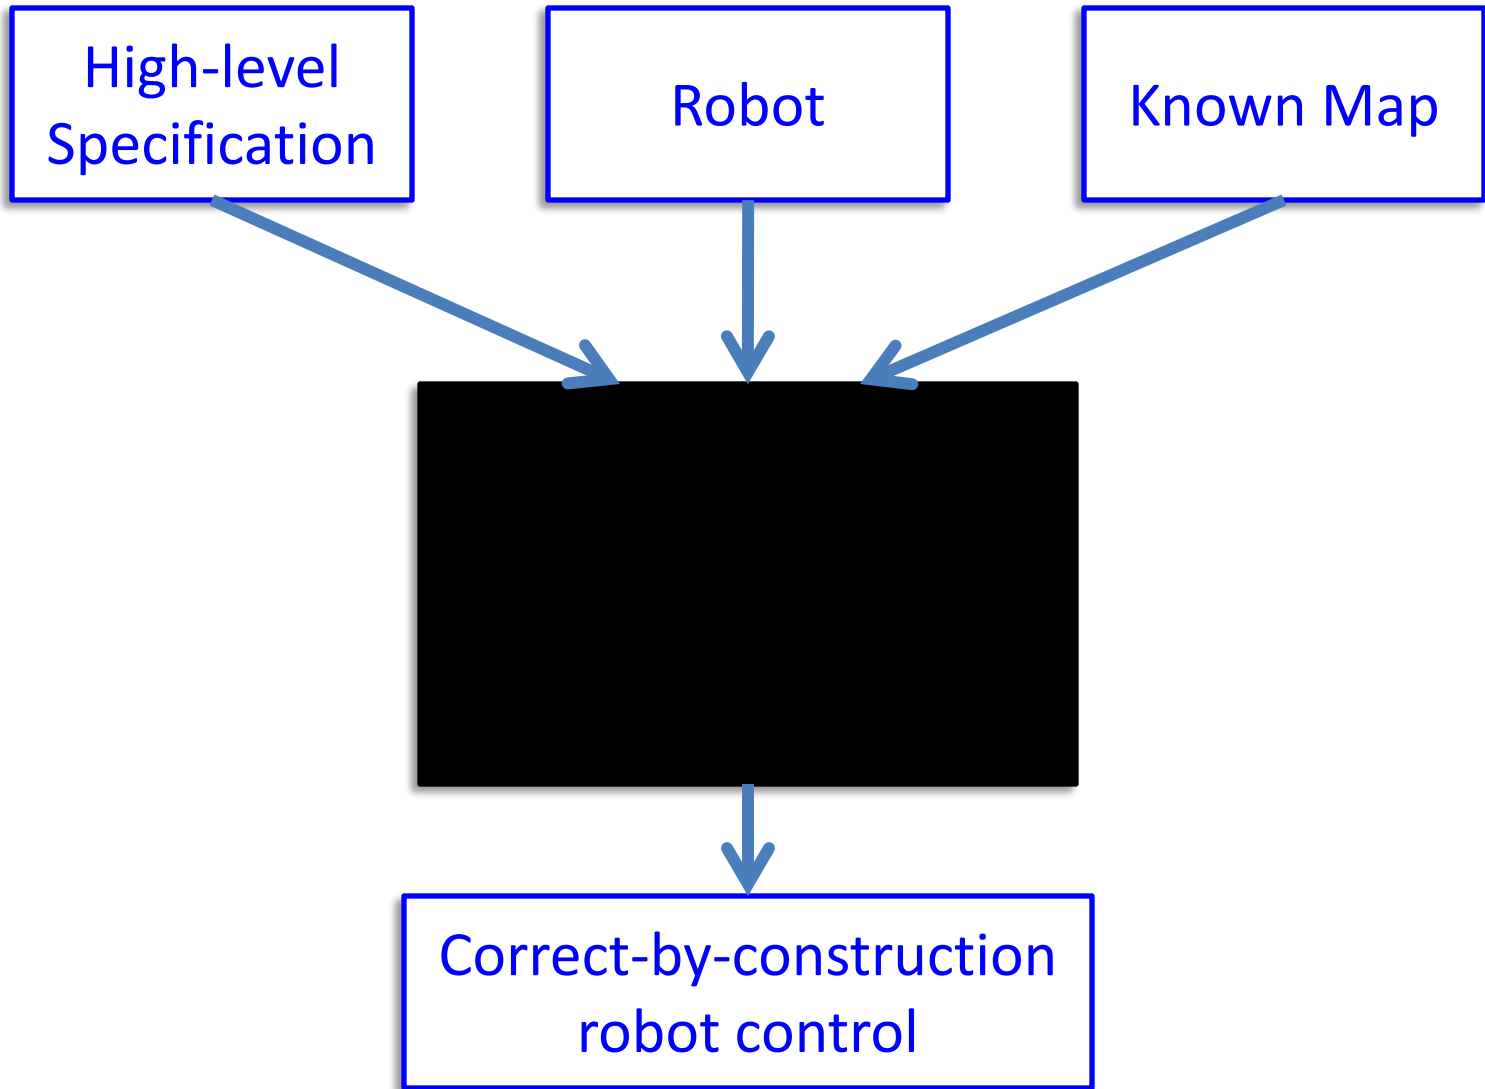 High-level
Specification
Robot
Known Map
Correct-by-construction
robot control